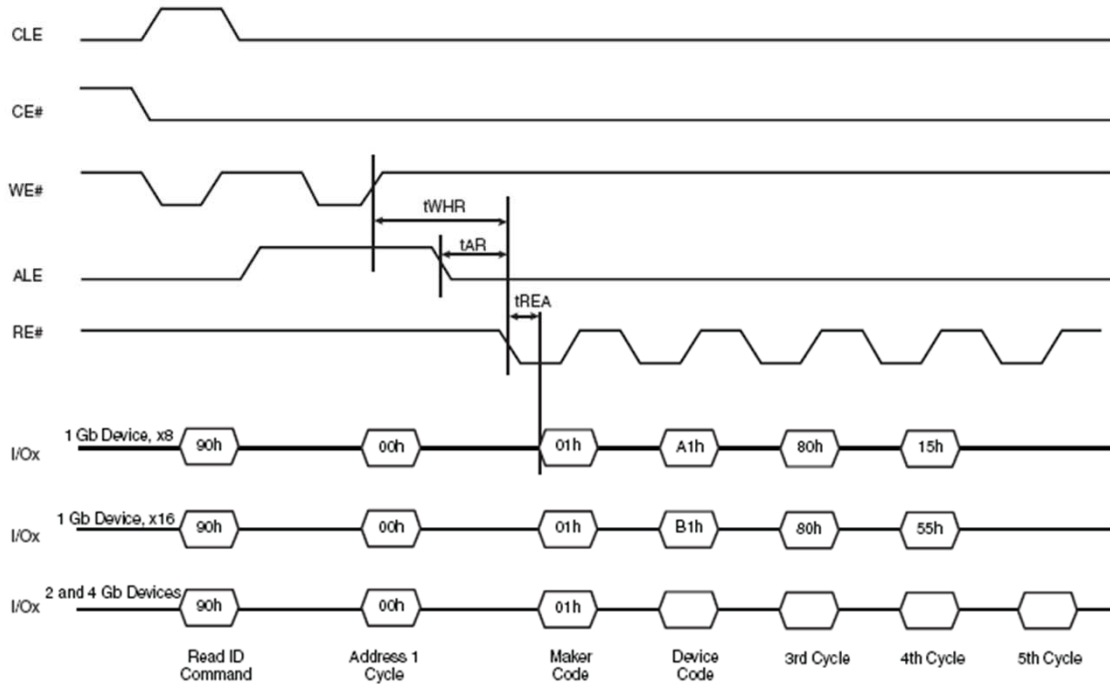 CLE
CE#
WE#
tWHR
tAR
ALE
tREA
RE#
1 Gb Device, x8
I/Ox 90h 00h 01h A1h 80h 15h
1 Gb Device, x16
I/Ox 90h 00h 01h B1h 80h 55h
2 and 4 Gb Devices
I/Ox 90h 00h 01h
Read ID Address 1 Maker Device 3rd Cycle 4th Cycle 5th Cycle
Command Cycle Code Code